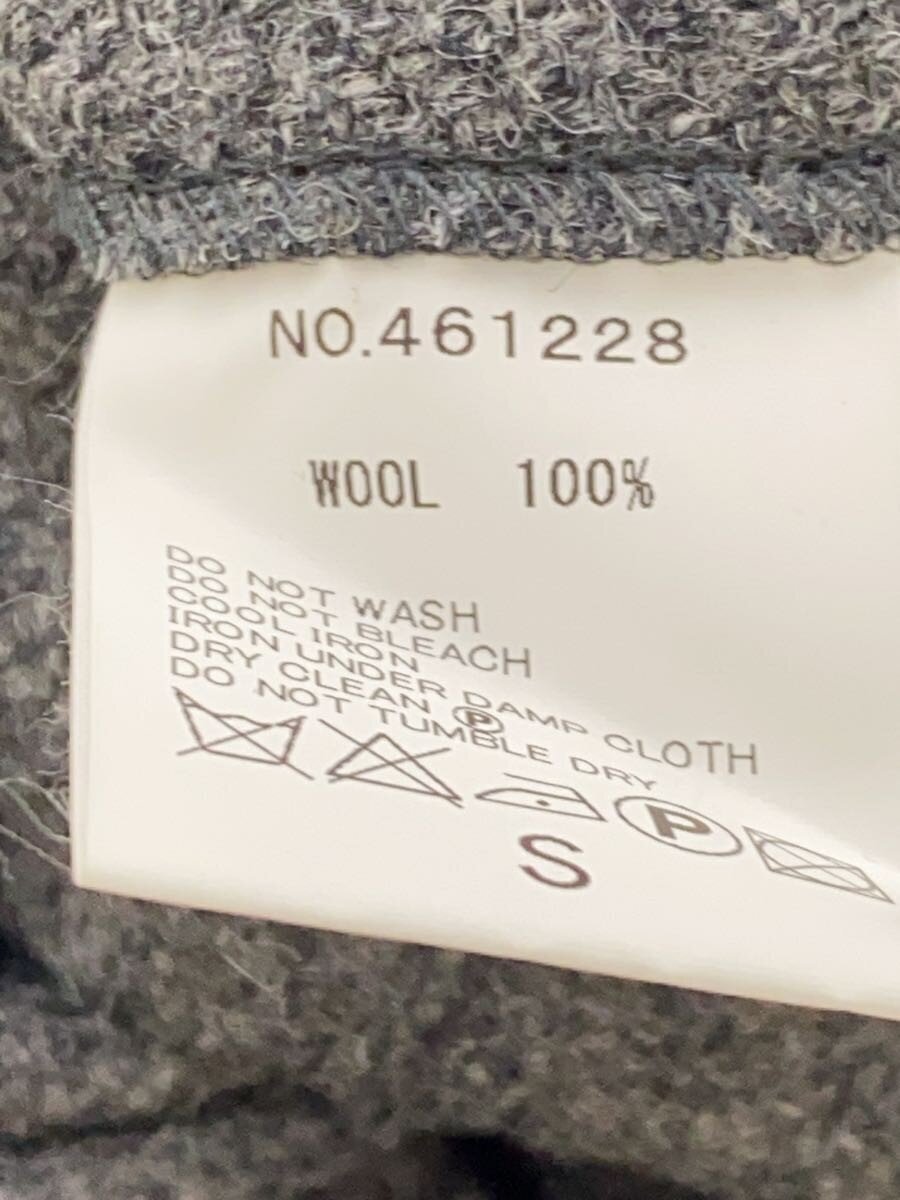 NO.461228
WOOL 100%
DO NOT WASH
DO NOT BLEACH
COOL IRON
IRON UNDER DAMP CLOTH
DRY CLEAN Ⓟ
DO NOT TUMBLE DRY
P
S